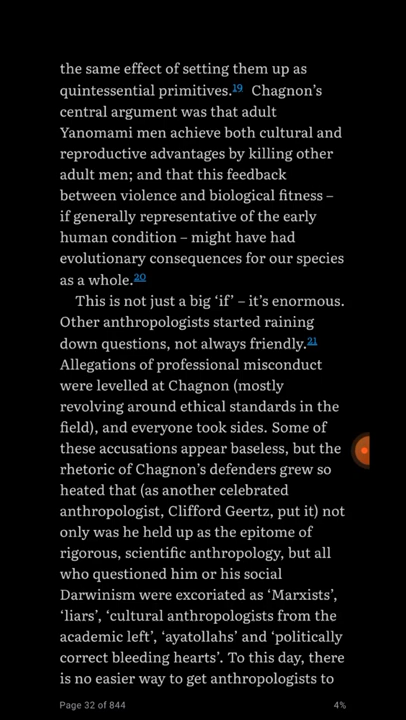 the same effect of setting them up as
quintessential primitives.19 Chagnon’s
central argument was that adult
Yanomami men achieve both cultural and
reproductive advantages by killing other
adult men; and that this feedback
between violence and biological fitness –
if generally representative of the early
human condition – might have had
evolutionary consequences for our species
as a whole.20
This is not just a big ‘if’ – it’s enormous.
Other anthropologists started raining
down questions, not always friendly.21
Allegations of professional misconduct
were levelled at Chagnon (mostly
revolving around ethical standards in the
field), and everyone took sides. Some of
these accusations appear baseless, but the
rhetoric of Chagnon’s defenders grew so
heated that (as another celebrated
anthropologist, Clifford Geertz, put it) not
only was he held up as the epitome of
rigorous, scientific anthropology, but all
who questioned him or his social
Darwinism were excoriated as ‘Marxists’,
‘liars’, ‘cultural anthropologists from the
academic left’, ‘ayatollahs’ and ‘politically
correct bleeding hearts’. To this day, there
is no easier way to get anthropologists to
Page 32 of 844 4%